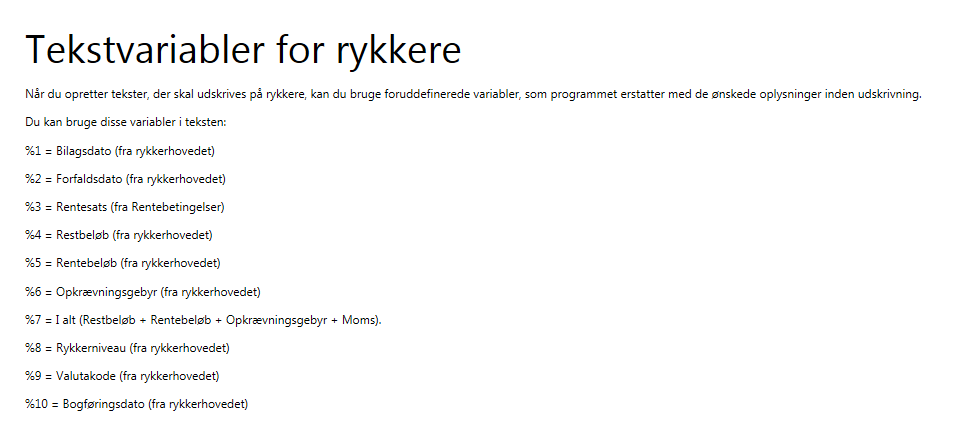 Tekstvariabler for rykkere
Når du opretter tekster, der skal udskrives på rykkere, kan du bruge foruddefinerede variabler, som programmet erstatter med de ønskede oplysninger inden udskrivning.
Du kan bruge disse variabler i teksten:
%1 = Bilagsdato (fra rykkerhovedet)
%2 = Forfaldsdato (fra rykkerhovedet)
%3 = Rentesats (fra Rentebetingelser)
%4 = Restbeløb (fra rykkerhovedet)
%5 = Rentebeløb (fra rykkerhovedet)
%6 = Opkrævningsgebyr (fra rykkerhovedet)
%7 = I alt (Restbeløb + Rentebeløb + Opkrævningsgebyr + Moms).
%8 = Rykkerniveau (fra rykkerhovedet)
%9 = Valutakode (fra rykkerhovedet)
%10 = Bogføringsdato (fra rykkerhovedet)